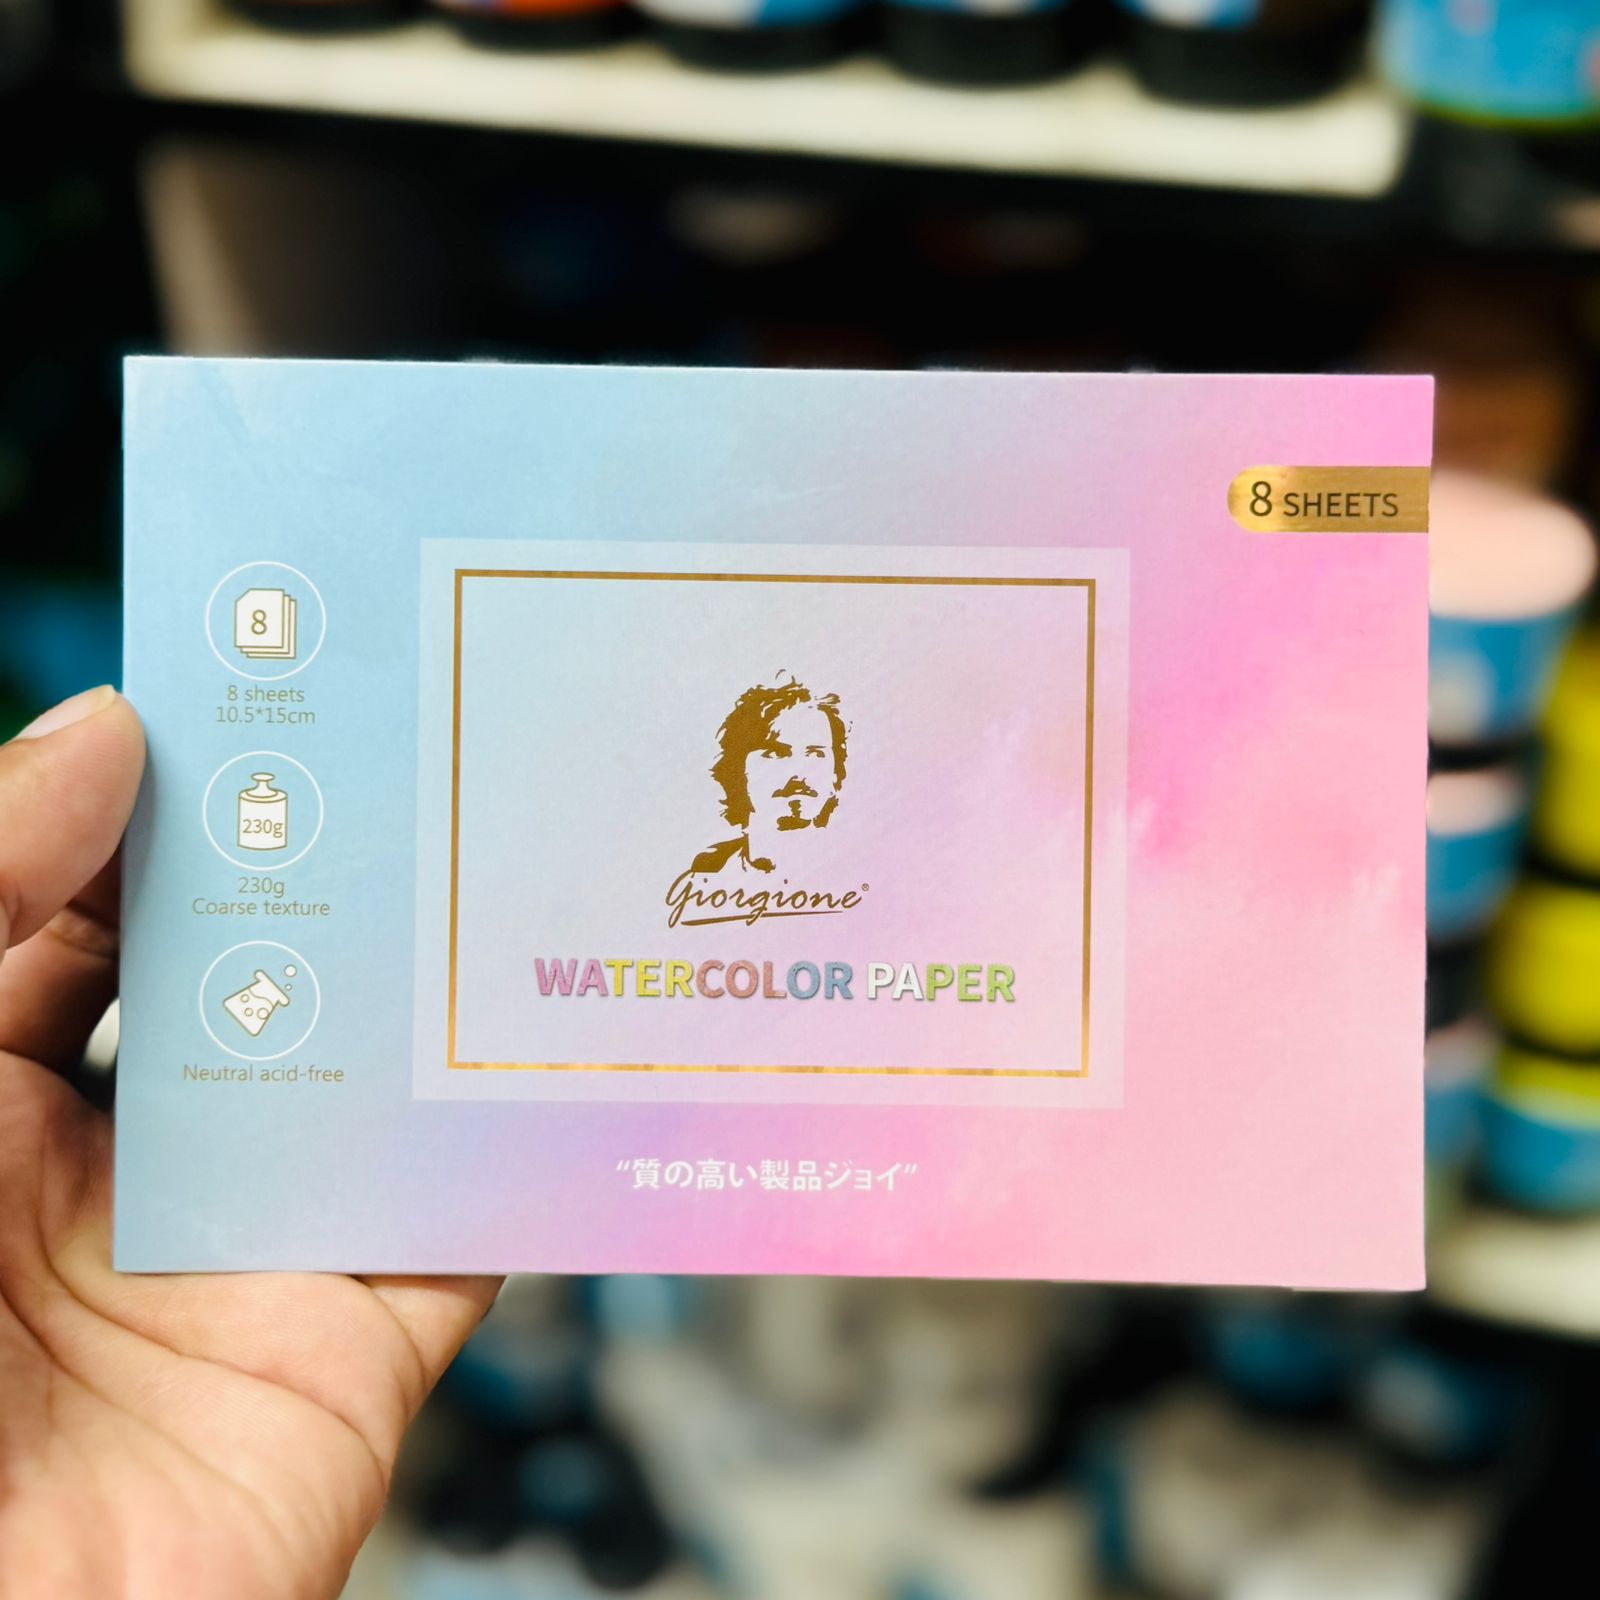 8 SHEETS
8
8 sheets
10.5*15cm
230g
230g
Coarse texture
Neutral acid-free
Giorgione®
WATERCOLOR PAPER
“質の高い製品ジョイ”